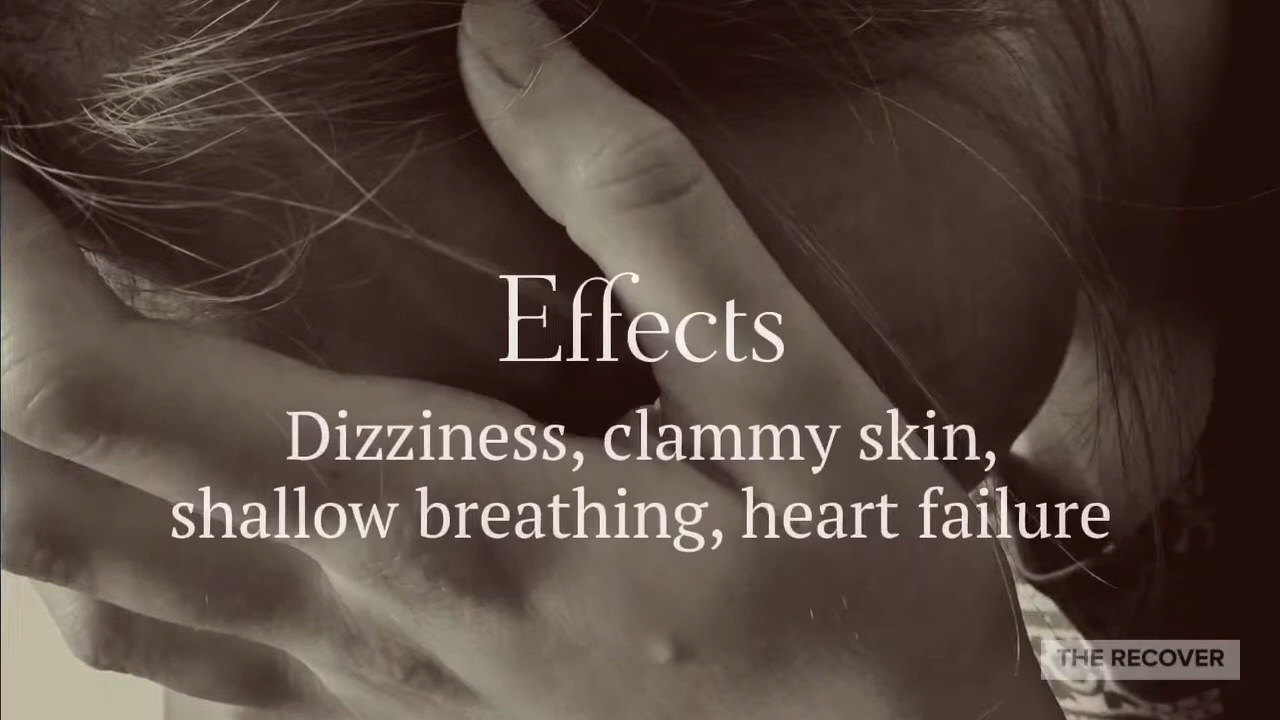 Effects
Dizziness, clammy skin,
shallow breathing, heart failure
THE RECOVER